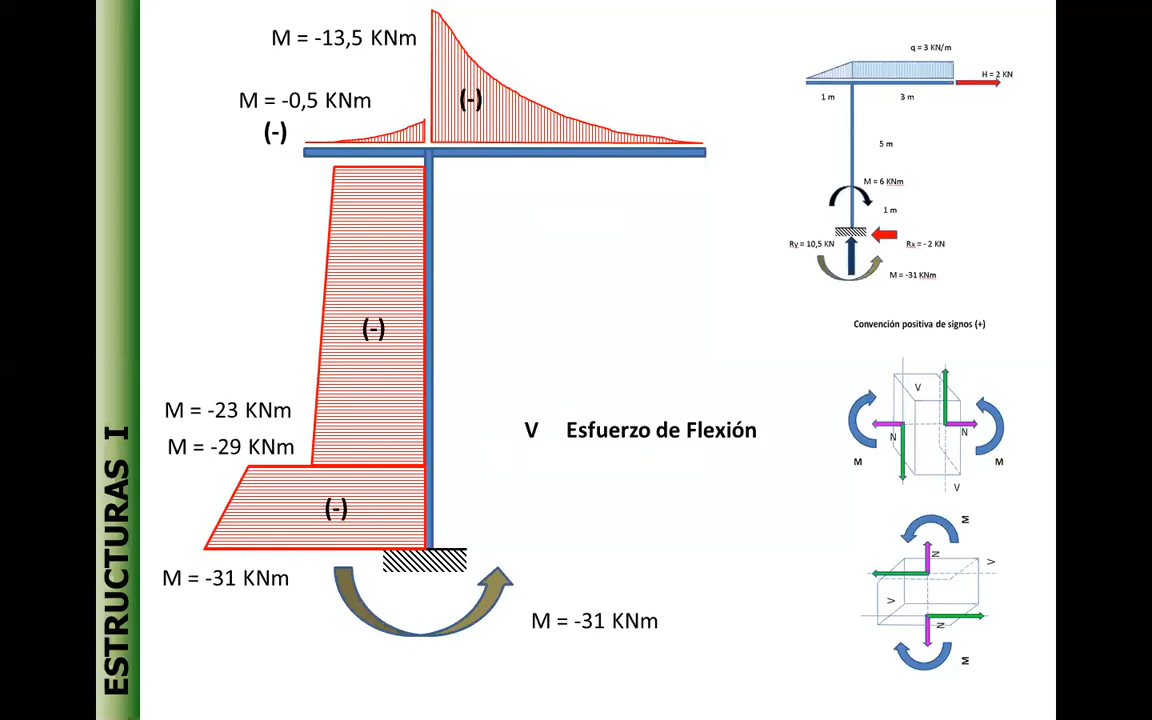 ESTRUCTURAS I
M = -13,5 KNm
M = -0,5 KNm
(-)
(-)
(-)
M = -23 KNm
M = -29 KNm
(-)
M = -31 KNm
M = -31 KNm
V Esfuerzo de Flexión
q = 3 KN/m
H = 2 KN
1 m
3 m
5 m
M = 6 KNm
1 m
Ry = 10,5 KN
Rx = - 2 KN
M = -31 KNm
Convención positiva de signos (+)
V
N
N
M
M
V
M
N
V
V
N
M